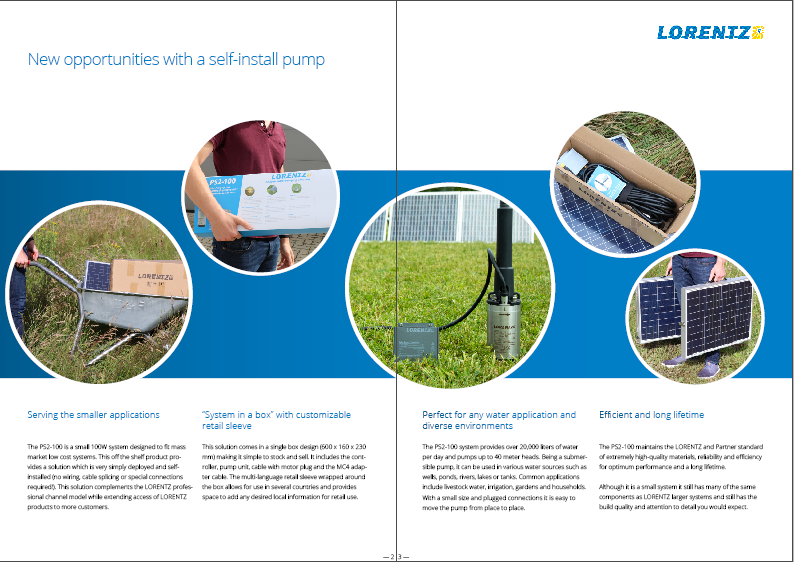 LORENTZ
New opportunities with a self-install pump
PS2-100
LORENTZ
LORENTZ
LORENTZ
Serving the smaller applications
The PS2-100 is a small 100W system designed to fit mass
market low cost systems. This off the shelf product pro-
vides a solution which is very simply deployed and self-
installed (no wiring, cable splicing or special connections
required!). This solution complements the LORENTZ profes-
sional channel model while extending access of LORENTZ
products to more customers.
“System in a box” with customizable
retail sleeve
This solution comes in a single box design (600 x 160 x 230
mm) making it simple to stock and sell. It includes the cont-
roller, pump unit, cable with motor plug and the MC4 adap-
ter cable. The multi-language retail sleeve wrapped around
the box allows for use in several countries and provides
space to add any desired local information for retail use.
Perfect for any water application and
diverse environments
The PS2-100 system provides over 20,000 liters of water
per day and pumps up to 40 meter heads. Being a submer-
sible pump, it can be used in various water sources such as
wells, ponds, rivers, lakes or tanks. Common applications
include livestock water, irrigation, gardens and households.
With a small size and plugged connections it is easy to
move the pump from place to place.
Efficient and long lifetime
The PS2-100 maintains the LORENTZ and Partner standard
of extremely high-quality materials, reliability and efficiency
for optimum performance and a long lifetime.
Although it is a small system it still has many of the same
components as LORENTZ larger systems and still has the
build quality and attention to detail you would expect.
— 2
3 —